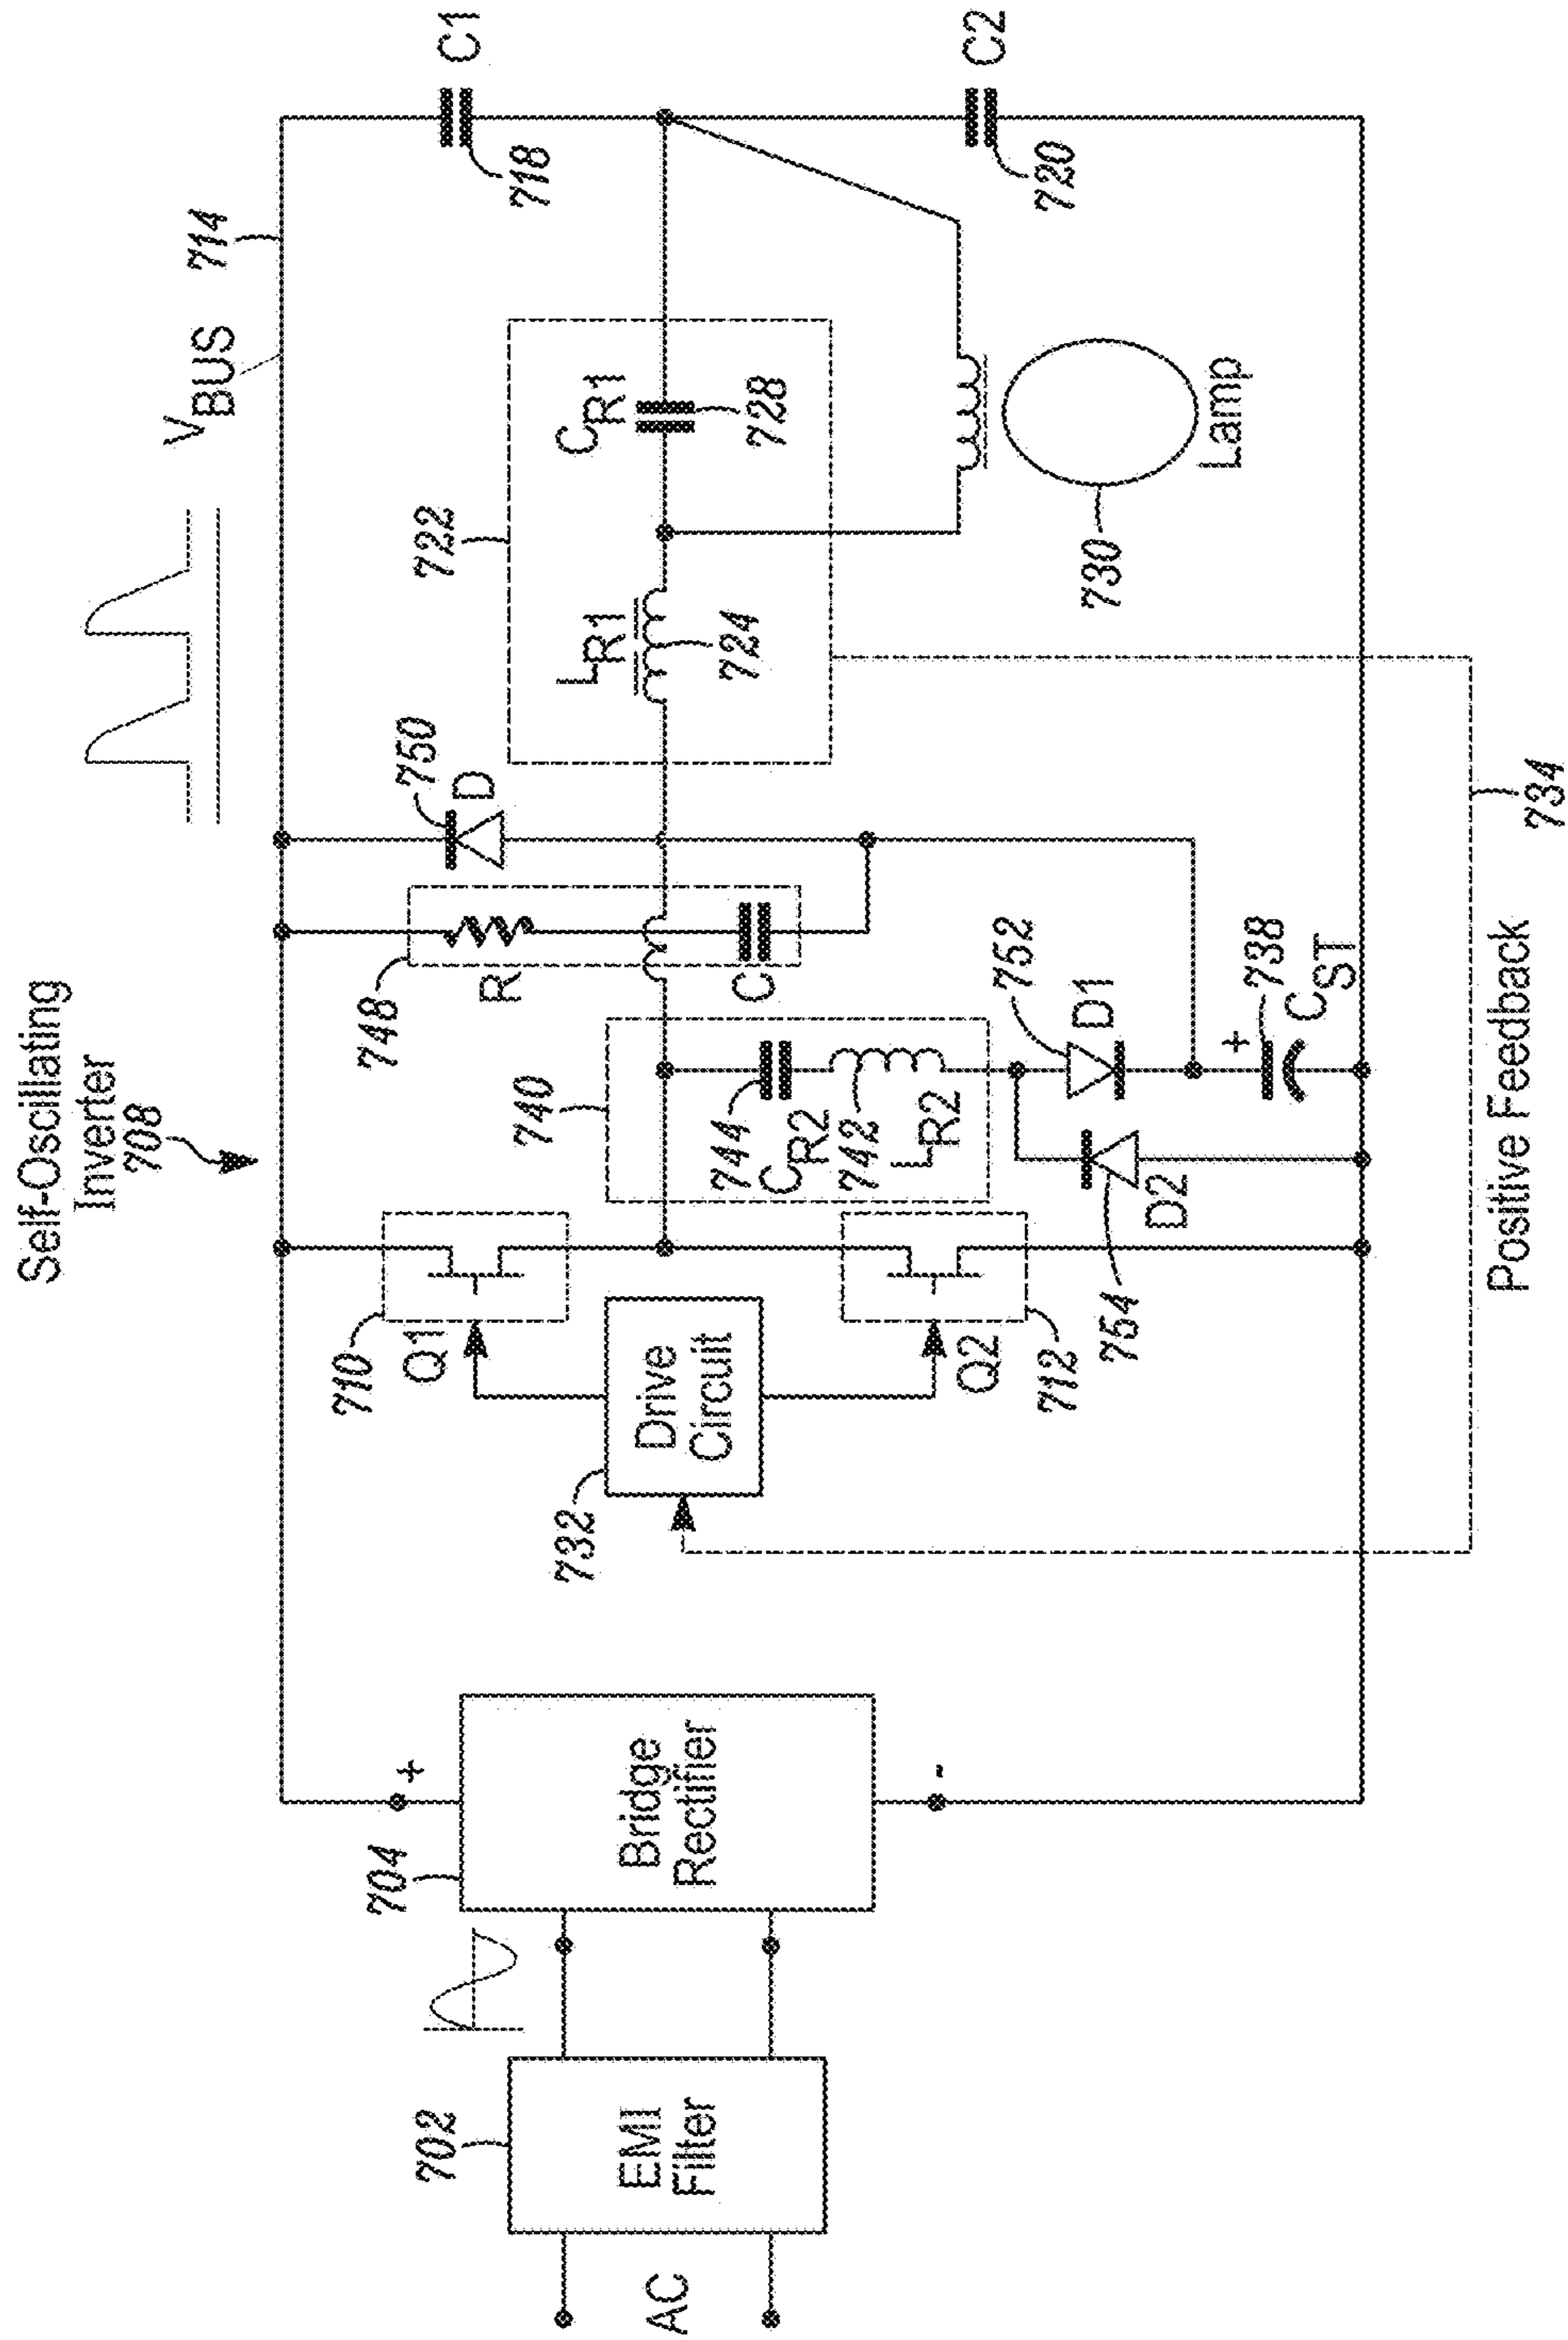 Self-Oscillating
Inverter
708
V
BUS
714
AC
702
EMI
Filter
704
Bridge
Rectifier
+
-
732
Drive
Circuit
710
Q1
Q2
712
740
744
C
R2
742
L
R2
D2
754
752
D1
+
738
C
ST
748
R
C
750
D
722
L
R1
724
C
R1
728
730
Lamp
C1
718
C2
720
734
Positive Feedback